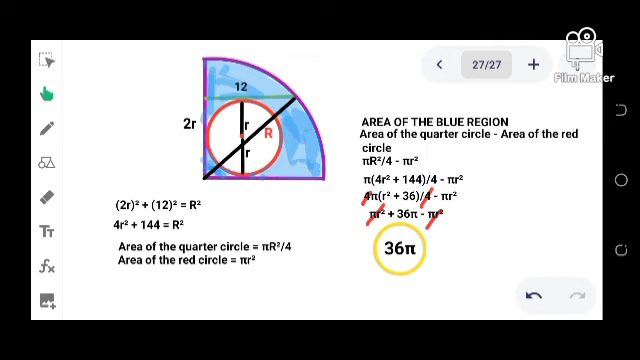 27/27
Film Maker
12
2r
r
R
r
AREA OF THE BLUE REGION
Area of the quarter circle - Area of the red
circle
πR²/4 - πr²
π(4r² + 144)/4 - πr²
4π(r² + 36)/4 - πr²
πr² + 36π - πr²
36π
(2r)² + (12)² = R²
4r² + 144 = R²
Area of the quarter circle = πR²/4
Area of the red circle = πr²
TT
fx